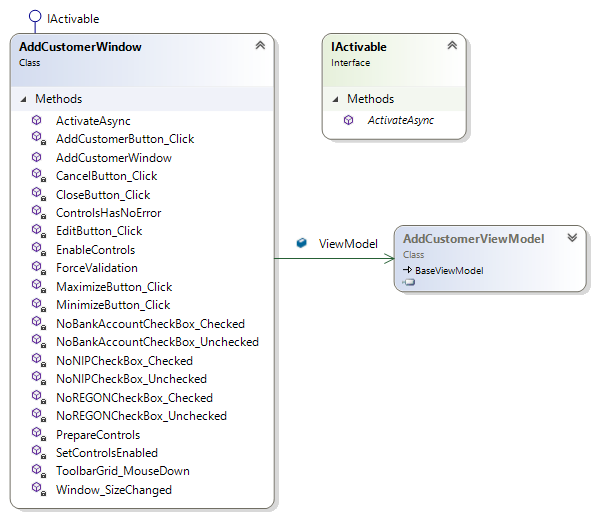 IActivable
AddCustomerWindow
Class
Methods
ActivateAsync
AddCustomerButton_Click
AddCustomerWindow
CancelButton_Click
CloseButton_Click
ControlsHasNoError
EditButton_Click
EnableControls
ForceValidation
MaximizeButton_Click
MinimizeButton_Click
NoBankAccountCheckBox_Checked
NoBankAccountCheckBox_Unchecked
NoNIPCheckBox_Checked
NoNIPCheckBox_Unchecked
NoREGONCheckBox_Checked
NoREGONCheckBox_Unchecked
PrepareControls
SetControlsEnabled
ToolbarGrid_MouseDown
Window_SizeChanged
IActivable
Interface
Methods
ActivateAsync
ViewModel
AddCustomerViewModel
Class
BaseViewModel